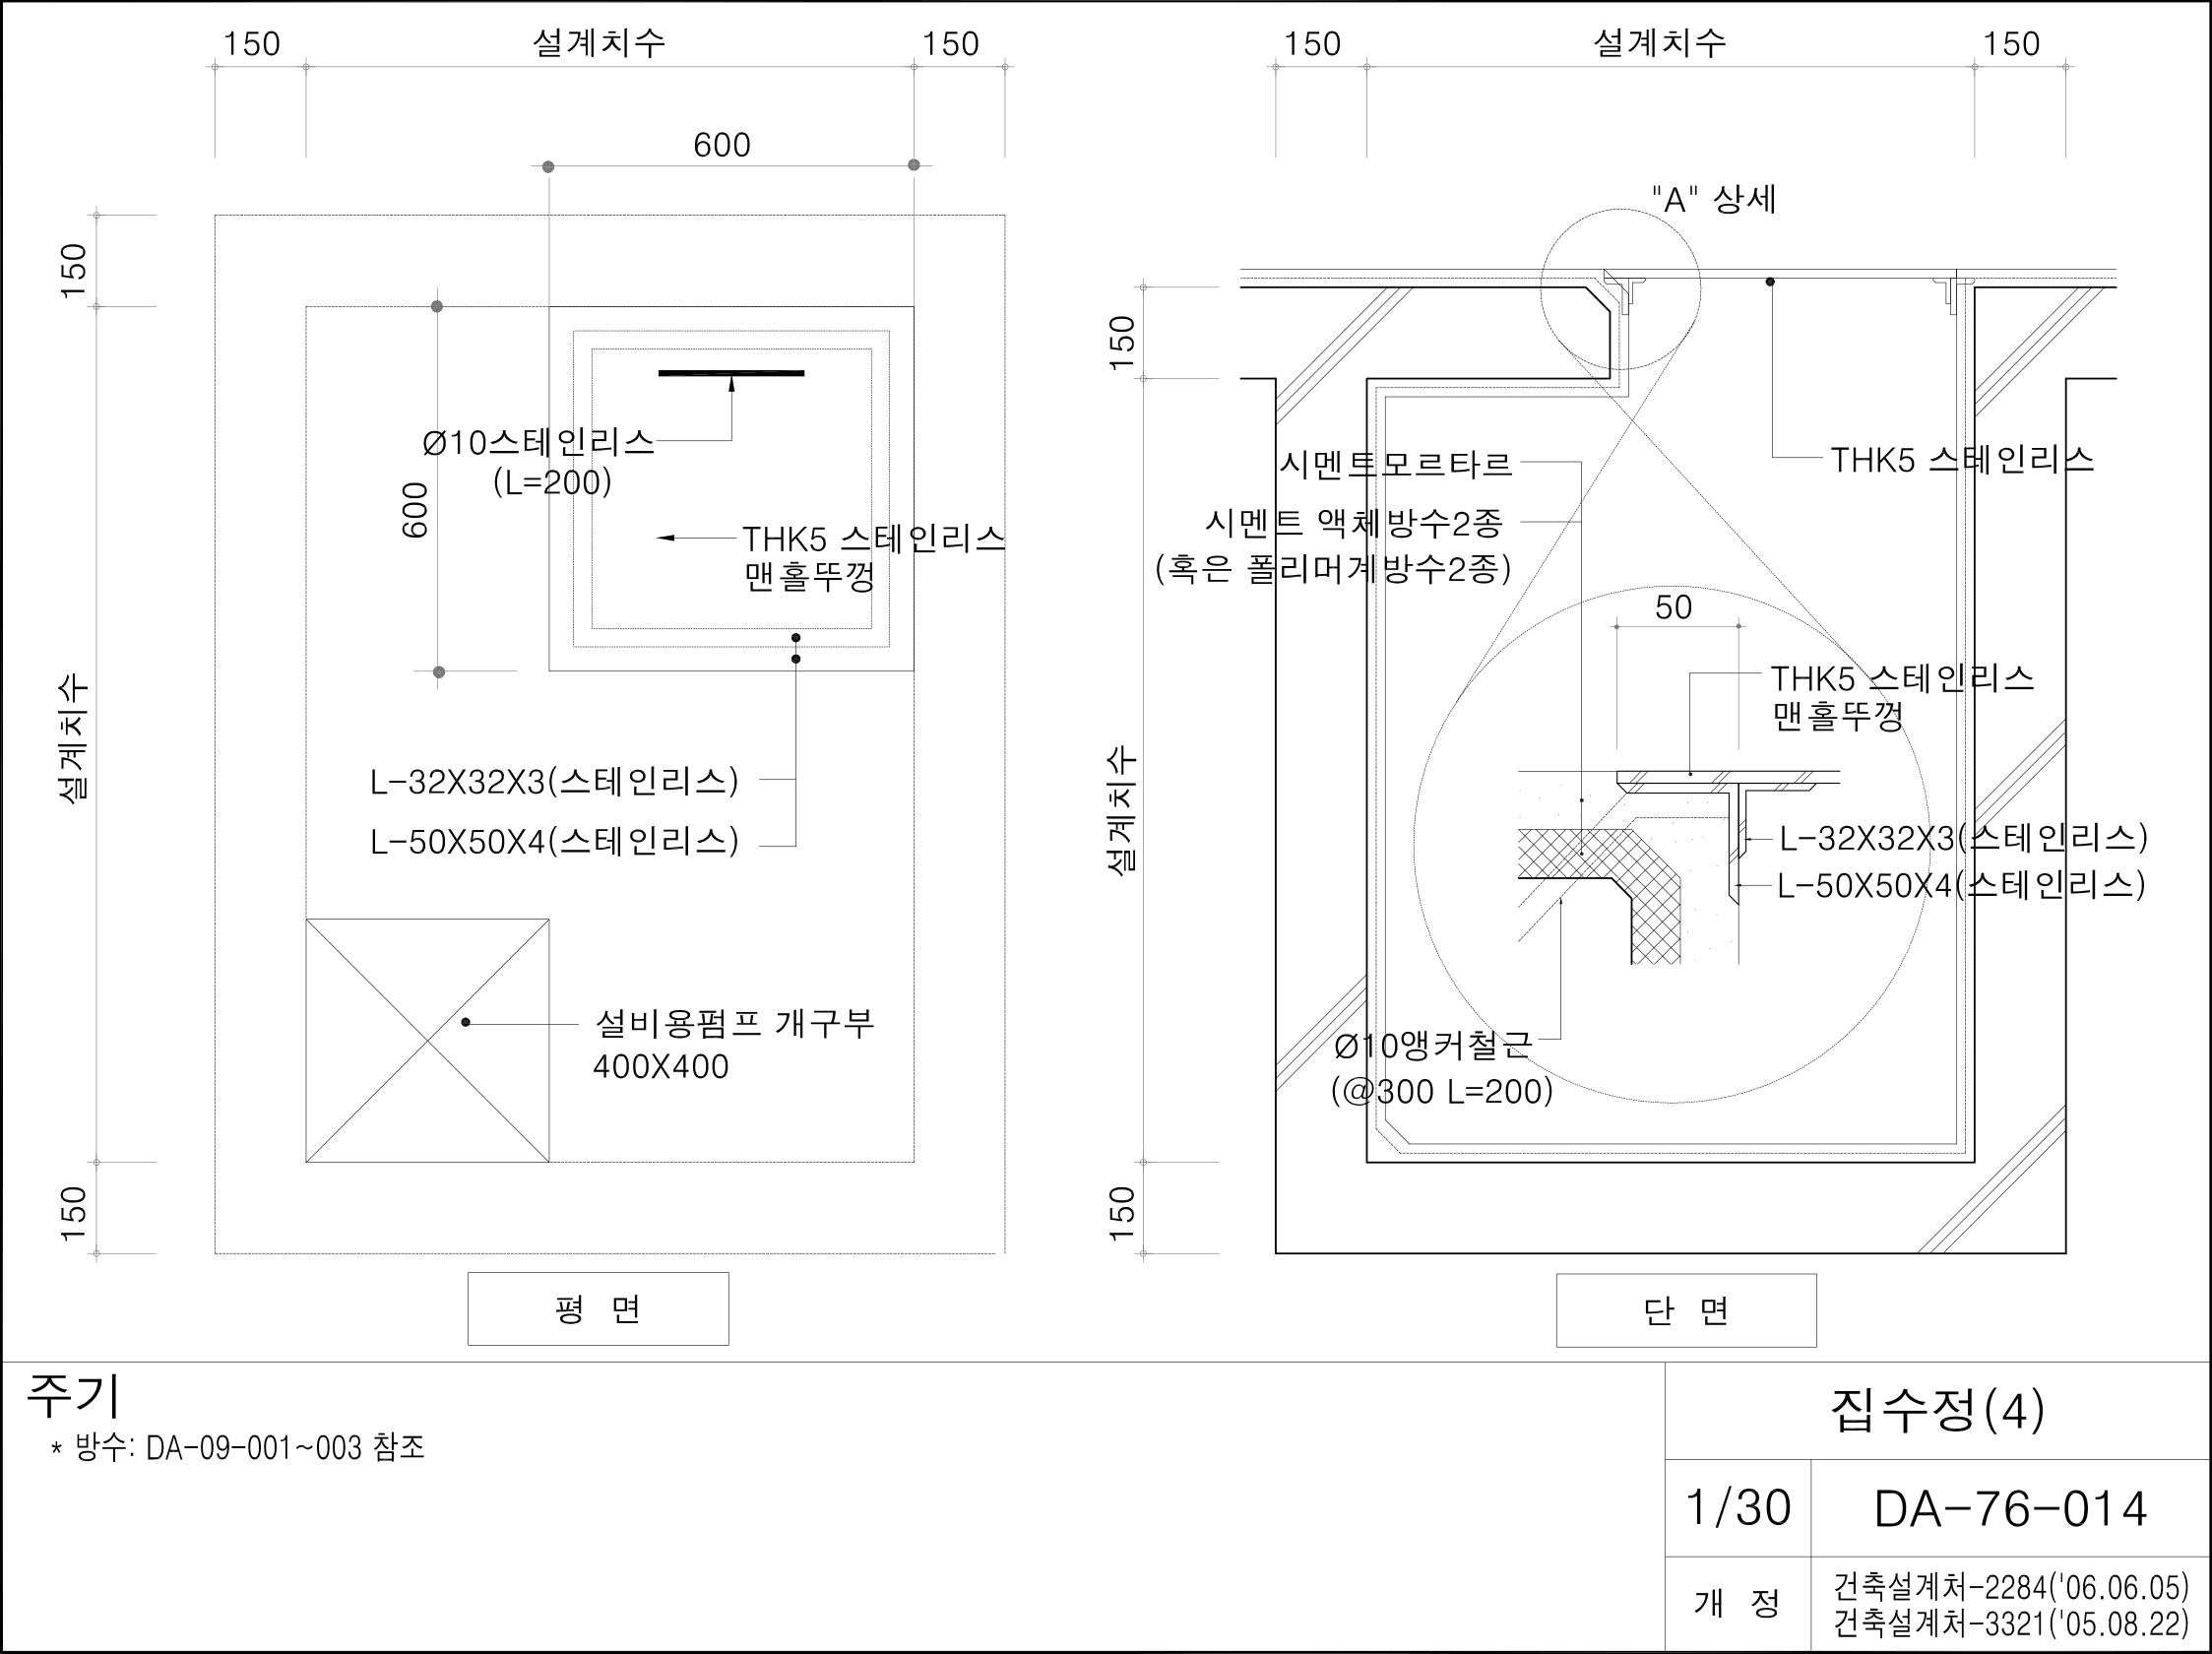 150
설계치수
150
600
150
600
설계치수
150
Ø10스테인리스
(L=200)
THK5 스테인리스
맨홀뚜껑
L-32X32X3(스테인리스)
L-50X50X4(스테인리스)
설비용펌프 개구부
400X400
평 면
150
설계치수
150
"A" 상세
150
설계치수
150
THK5 스테인리스
시멘트모르타르
시멘트 액체방수2종
(혹은 폴리머계방수2종)
50
THK5 스테인리스
맨홀뚜껑
L-32X32X3(스테인리스)
L-50X50X4(스테인리스)
Ø10앵커철근
(@300 L=200)
단 면
주기
* 방수: DA-09-001~003 참조
집수정(4)
1/30
DA-76-014
개 정
건축설계처-2284('06.06.05)
건축설계처-3321('05.08.22)